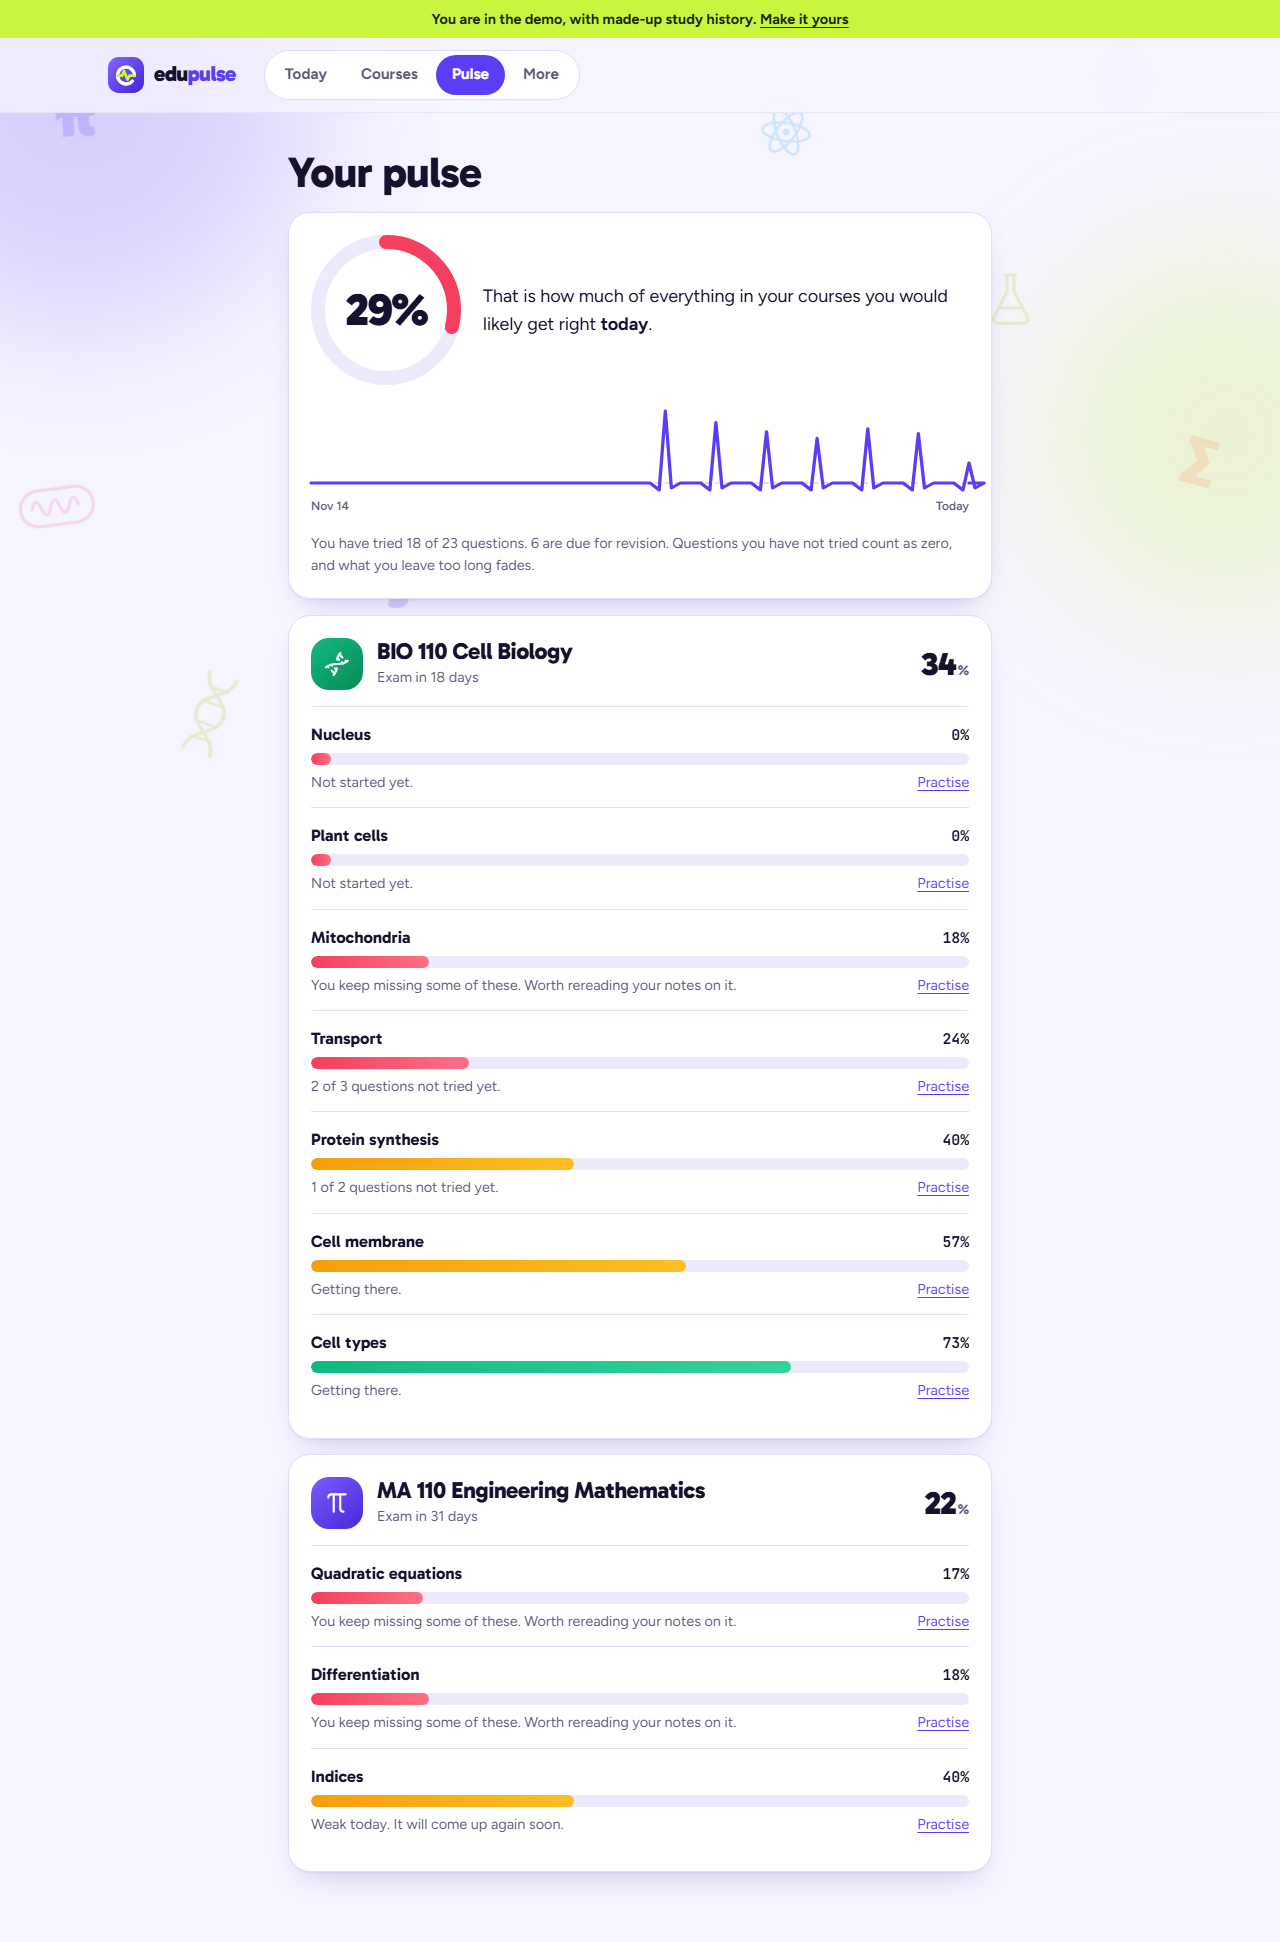 You are in the demo, with made-up study history. Make it yours
edupulse
Today
Courses
Pulse
More
π
Your pulse
29%
That is how much of everything in your courses you would
likely get right today.
Σ
Nov 14
Today
You have tried 18 of 23 questions. 6 are due for revision. Questions you have not tried count as zero,
and what you leave too long fades.
BIO 110 Cell Biology
Exam in 18 days
34%
Nucleus
0%
Not started yet.
Practise
Plant cells
0%
Not started yet.
Practise
Mitochondria
18%
You keep missing some of these. Worth rereading your notes on it.
Practise
Transport
24%
2 of 3 questions not tried yet.
Practise
Protein synthesis
40%
1 of 2 questions not tried yet.
Practise
Cell membrane
57%
Getting there.
Practise
Cell types
73%
Getting there.
Practise
π
MA 110 Engineering Mathematics
Exam in 31 days
22%
Quadratic equations
17%
You keep missing some of these. Worth rereading your notes on it.
Practise
Differentiation
18%
You keep missing some of these. Worth rereading your notes on it.
Practise
Indices
40%
Weak today. It will come up again soon.
Practise